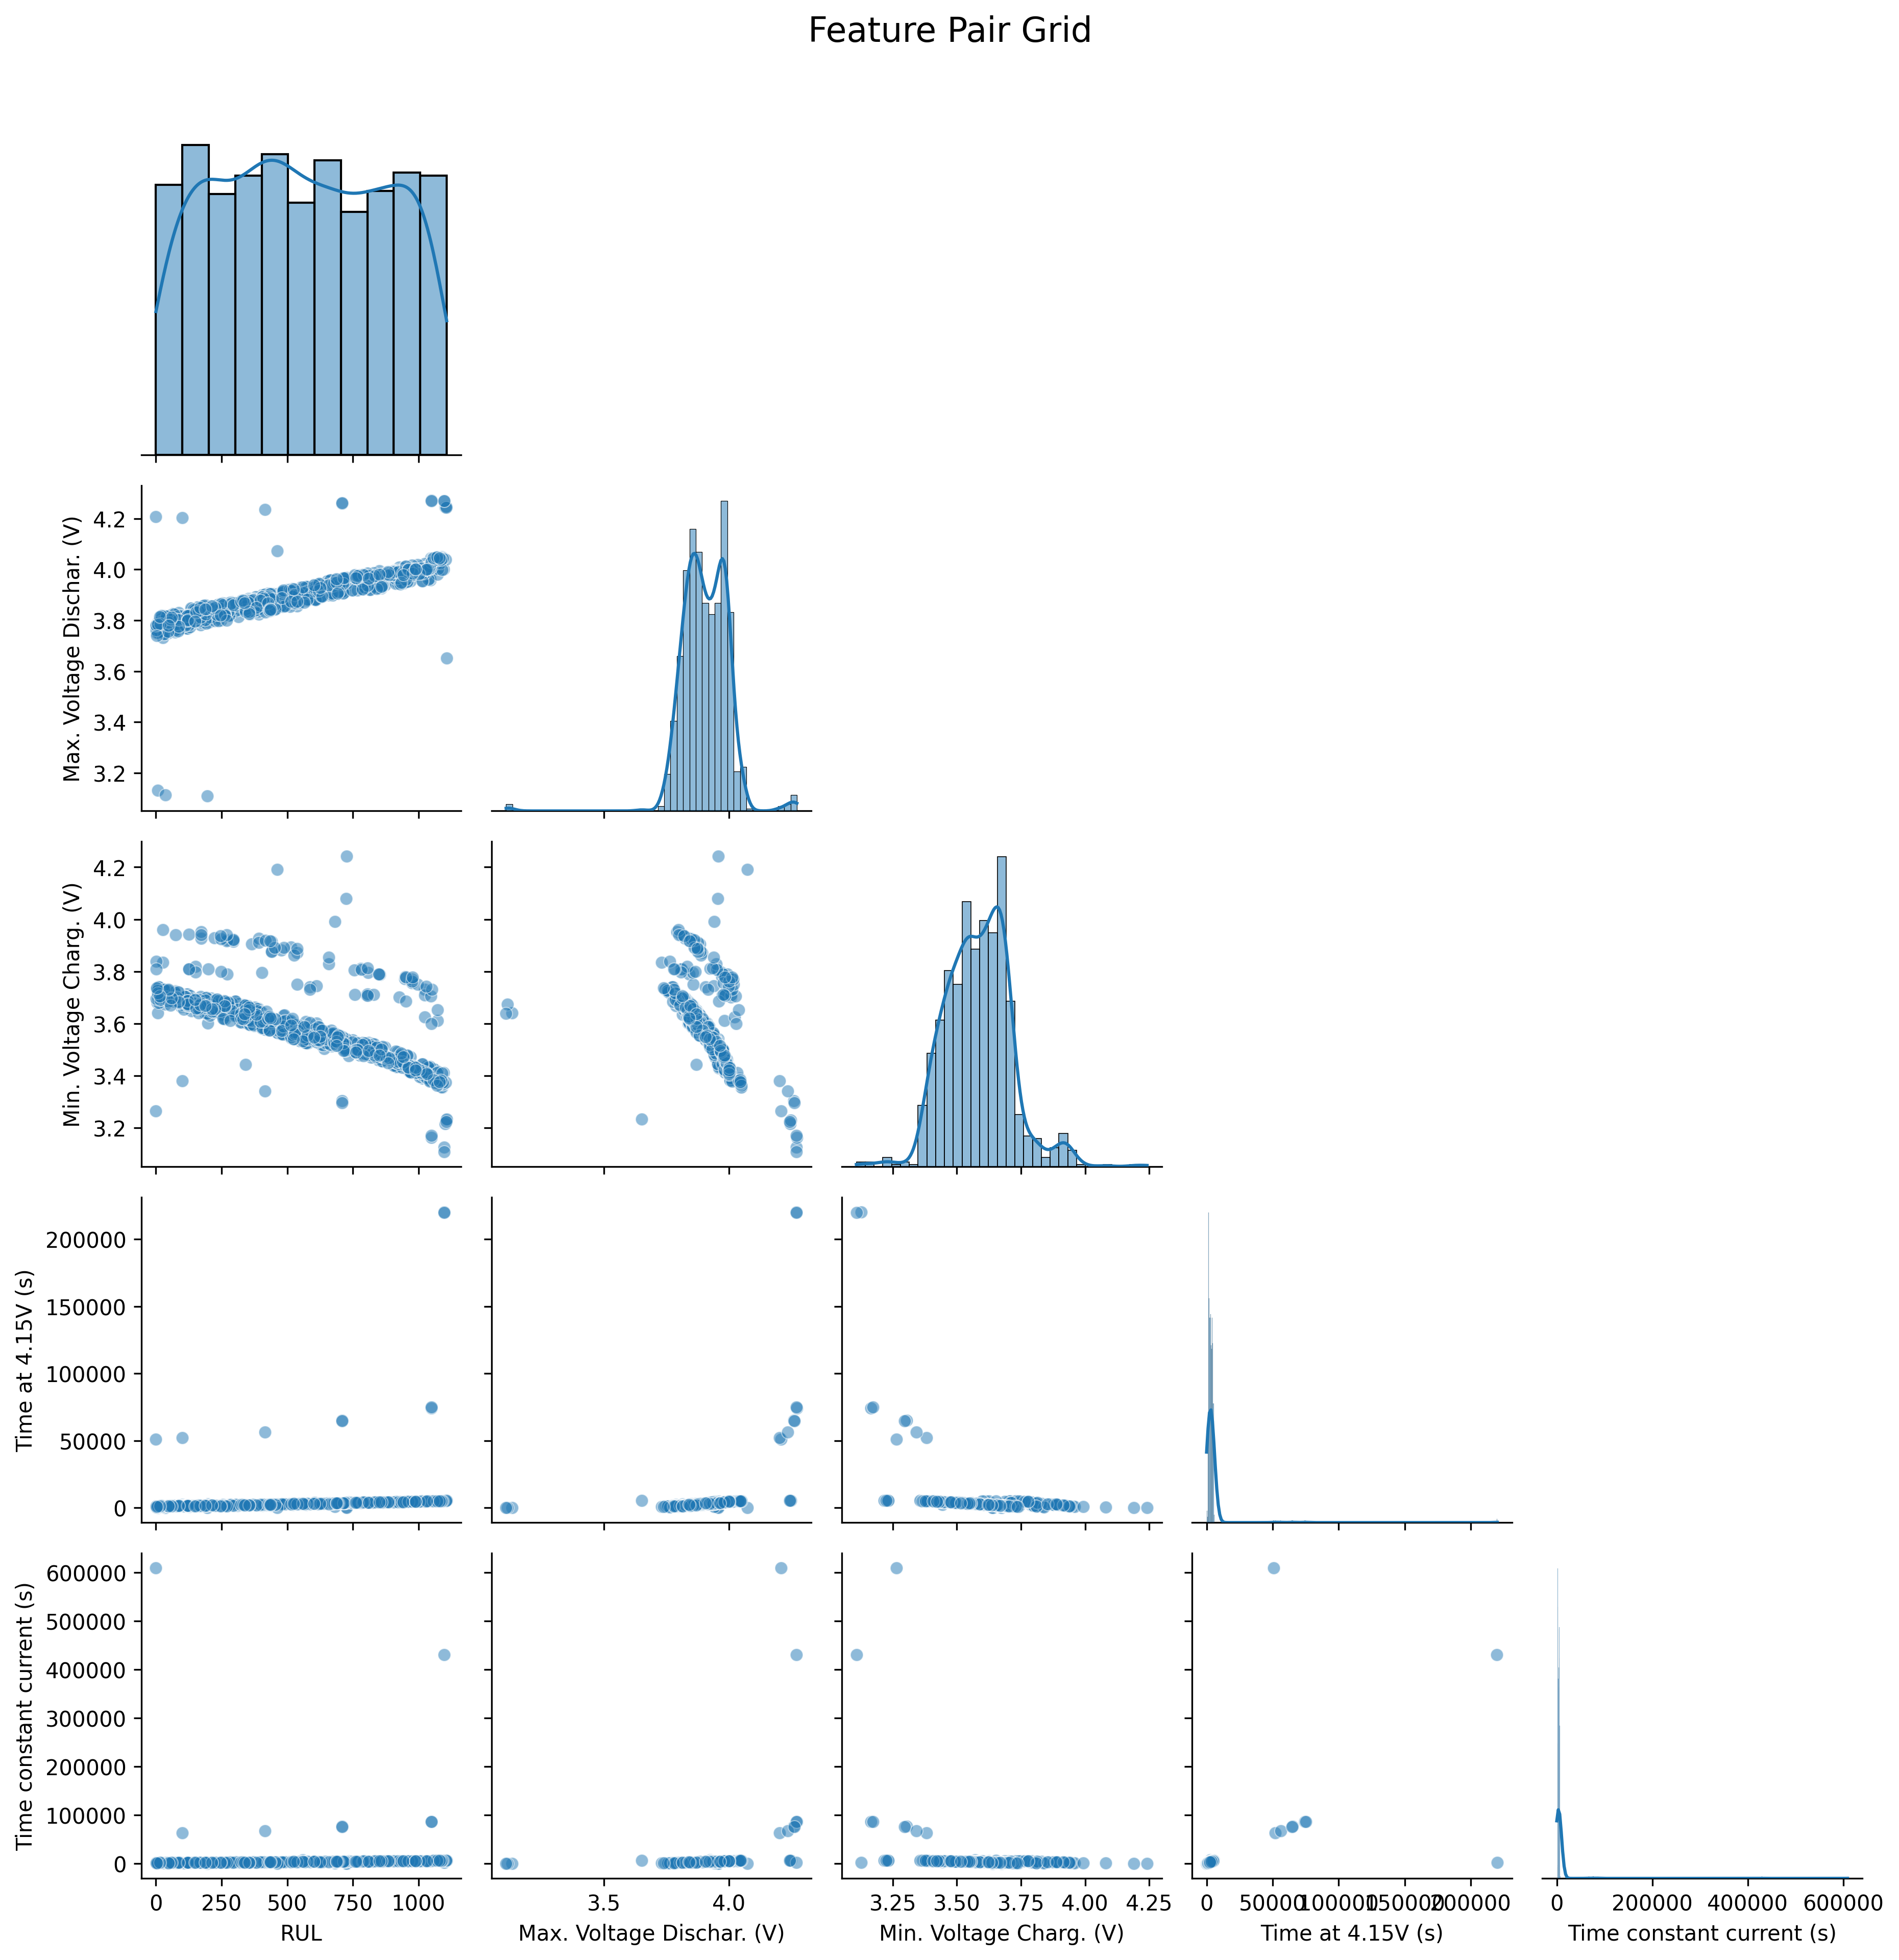 Feature Pair Grid
Max. Voltage Dischar. (V)
4.2
4.0
3.8
3.6
3.4
3.2
Min. Voltage Charg. (V)
4.2
4.0
3.8
3.6
3.4
3.2
Time at 4.15V (s)
200000
150000
100000
50000
0
Time constant current (s)
600000
500000
400000
300000
200000
100000
0
0 250 500 750 1000
RUL
3.5 4.0
Max. Voltage Dischar. (V)
3.25 3.50 3.75 4.00 4.25
Min. Voltage Charg. (V)
0 50000 100000 150000 200000
Time at 4.15V (s)
0 200000 400000 600000
Time constant current (s)